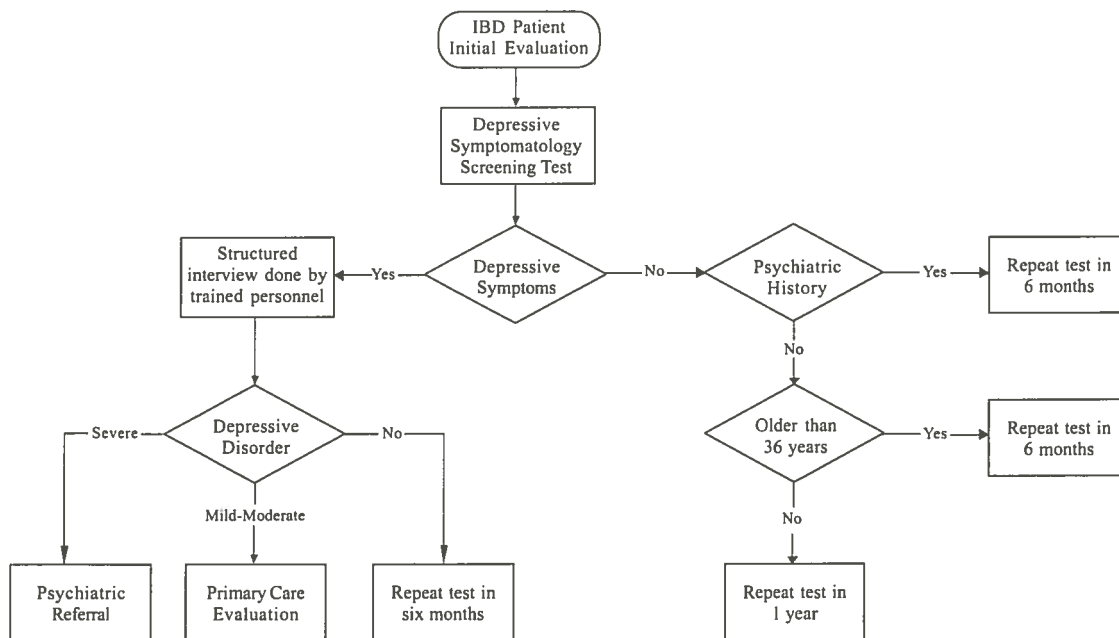 IBD Patient
Initial Evaluation
Depressive
Symptomatology
Screening Test
Structured
interview done by
trained personnel
Yes
Depressive
Symptoms
No
Psychiatric
History
Yes
Repeat test in
6 months
No
Severe
Depressive
Disorder
No
Older than
36 years
Yes
Repeat test in
6 months
Mild-Moderate
No
Psychiatric
Referral
Primary Care
Evaluation
Repeat test in
six months
Repeat test in
1 year